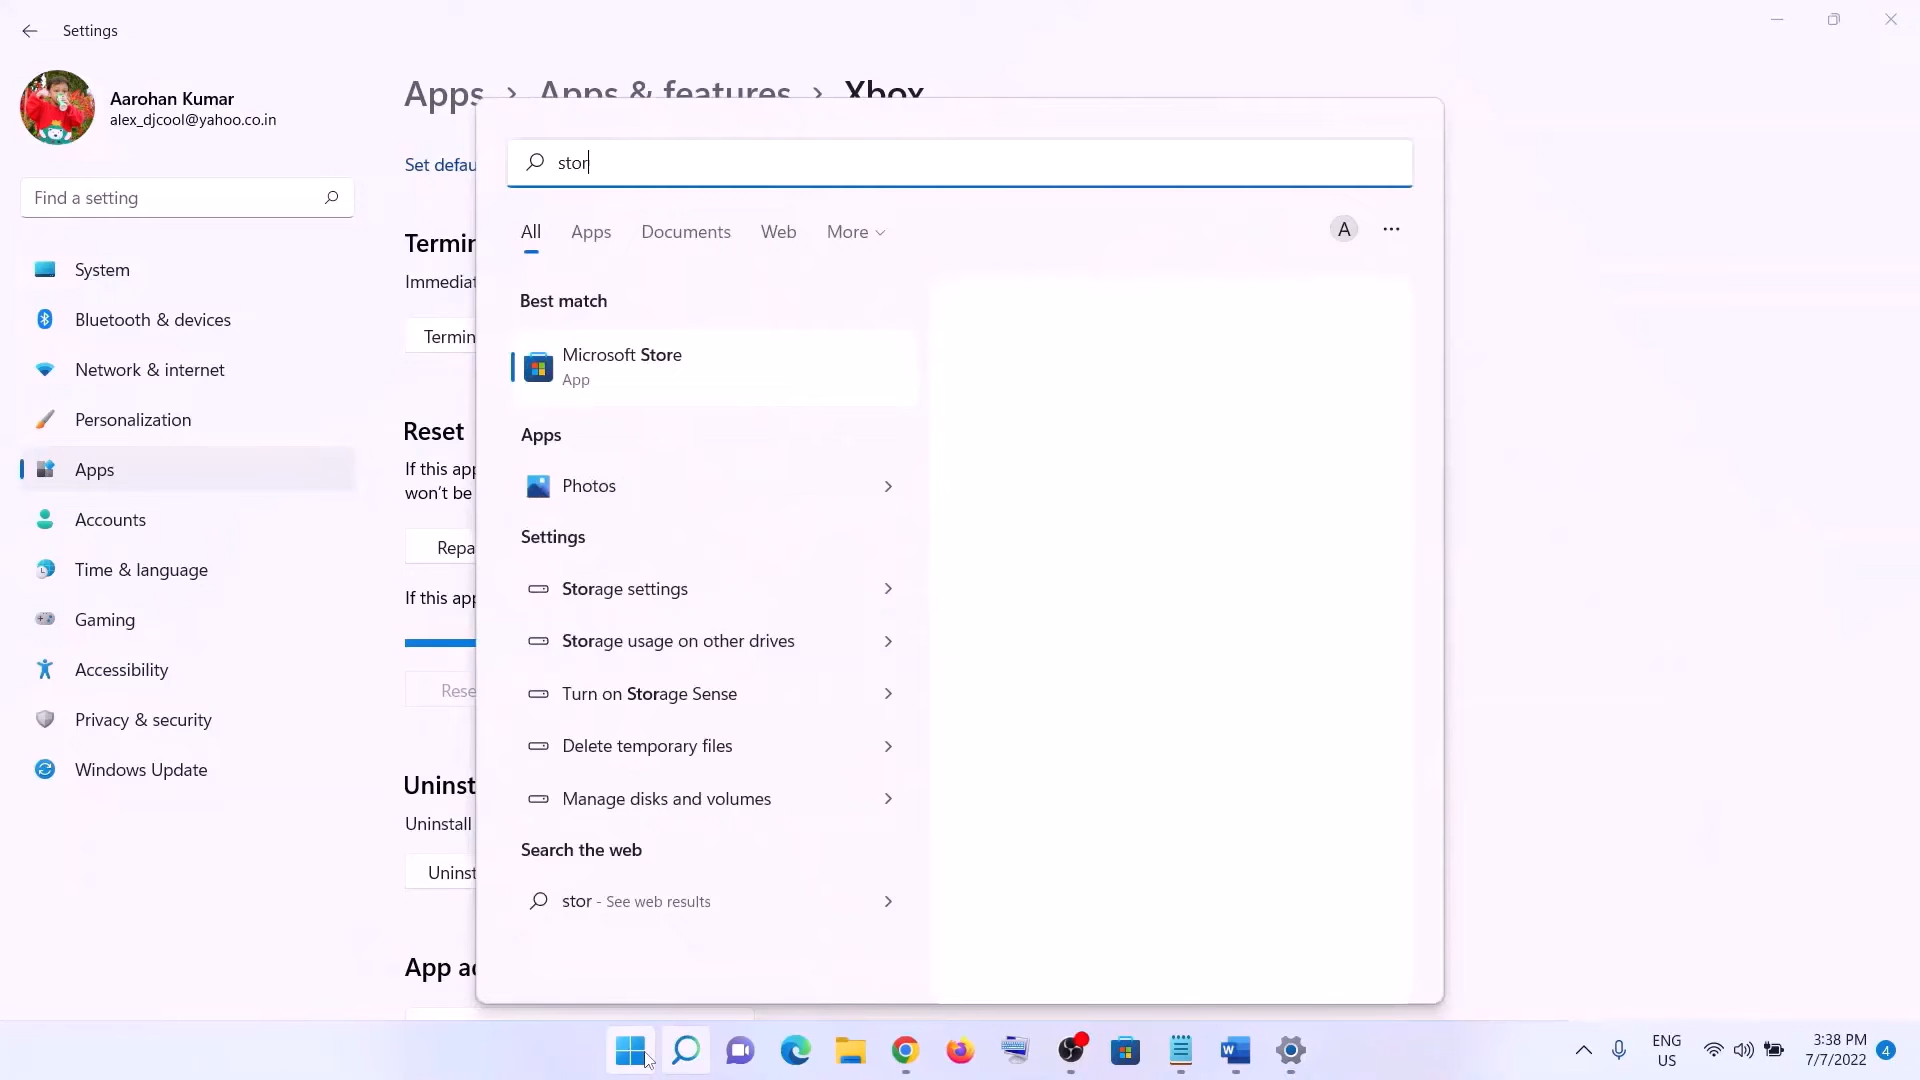 Settings
Aarohan Kumar
alex_djcool@yahoo.co.in
Find a setting
System
Bluetooth & devices
Network & internet
Personalization
Apps
Accounts
Time & language
Gaming
Accessibility
Privacy & security
Windows Update
Apps > Apps & features > Xbox
Set defau
Termin
Immediat
Termin
Reset
If this app
won't be
Repa
If this app
Rese
Uninst
Uninstall
Uninst
App ac
stor
All Apps Documents Web More
A
Best match
Microsoft Store
App
Apps
Photos
Settings
Storage settings
Storage usage on other drives
Turn on Storage Sense
Delete temporary files
Manage disks and volumes
Search the web
stor - See web results
ENG
US
3:38 PM
7/7/2022
4